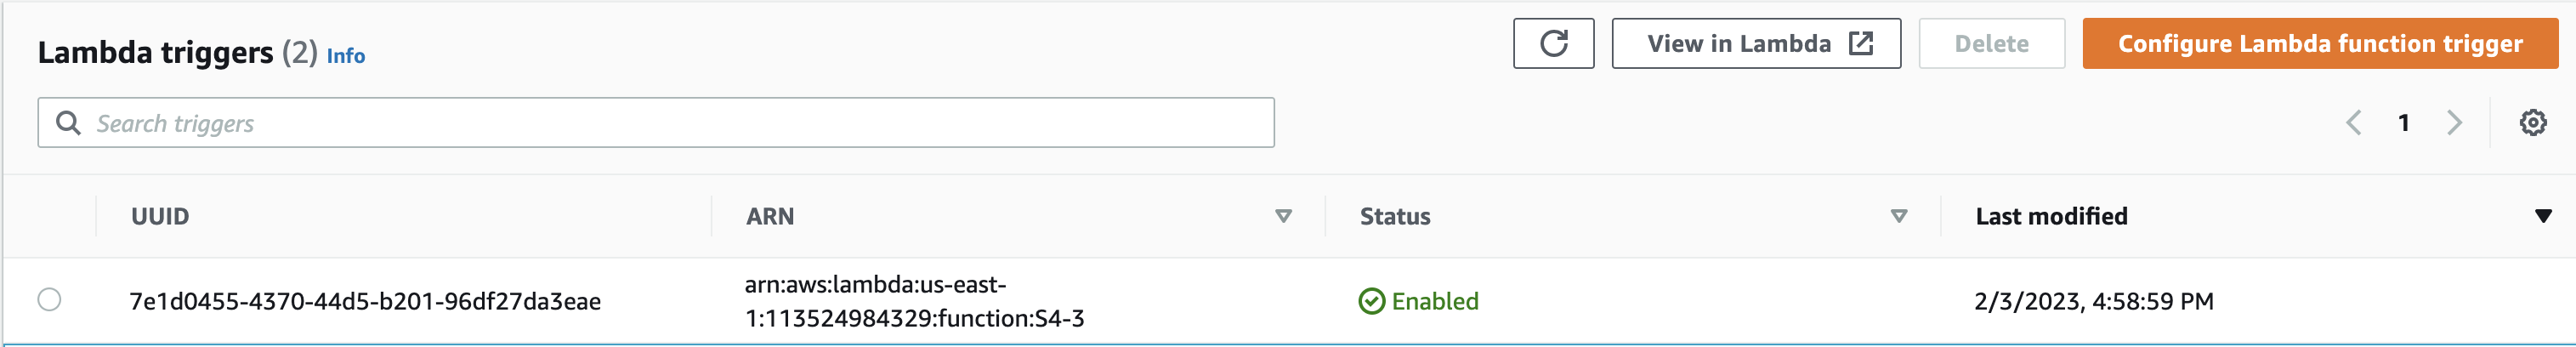 Lambda triggers (2) Info
View in Lambda
Delete
Configure Lambda function trigger
Search triggers
1
UUID
ARN
Status
Last modified
7e1d0455-4370-44d5-b201-96df27da3eae
arn:aws:lambda:us-east-
1:113524984329:function:S4-3
Enabled
2/3/2023, 4:58:59 PM